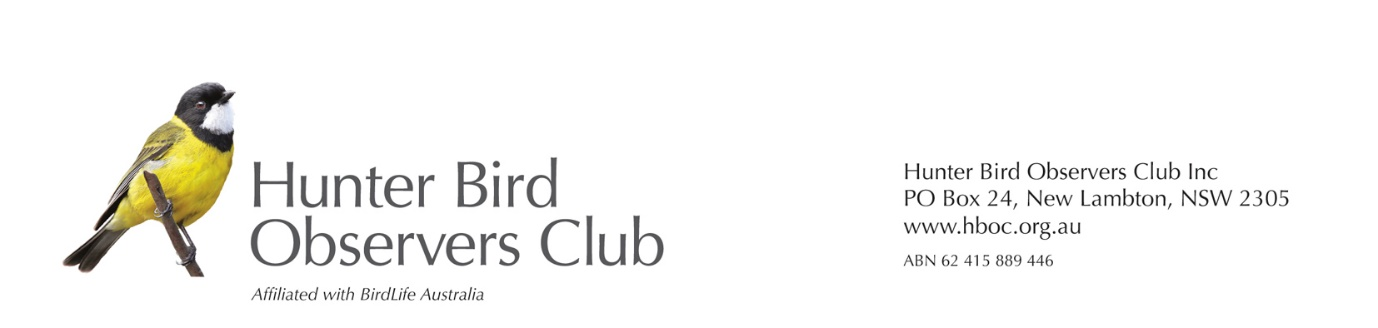 Hunter Bird
Observers Club
Affiliated with BirdLife Australia
Hunter Bird Observers Club Inc
PO Box 24, New Lambton, NSW 2305
www.hboc.org.au
ABN 62 415 889 446